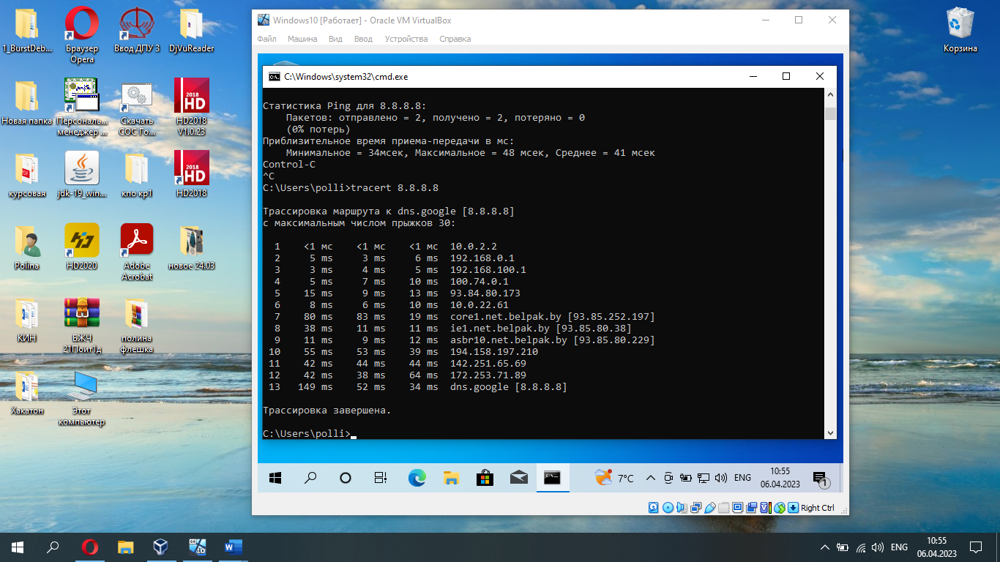 1_BurstDeb...
Браузер Opera
Ввод ДПУ 3
DjVuReader
Новая папка
Персональ... менеджер ...
Скачать СОС Го...
2018
HD
HD2018 V1.0.23
курсовая
jdk-19_win...
кпо кр1
2018
HD
HD2018
Polina
HD2020
Adobe Acrobat
новое 24.03
КИН
БЖЧ 21Поит1д
полина флешка
Хакатон
Этот компьютер
Корзина
Windows10 [Работает] - Oracle VM VirtualBox
Файл Машина Вид Ввод Устройства Справка
C:\Windows\system32\cmd.exe
Статистика Ping для 8.8.8.8:
Пакетов: отправлено = 2, получено = 2, потеряно = 0
(0% потерь)
Приблизительное время приема-передачи в мс:
Минимальное = 34мсек, Максимальное = 48 мсек, Среднее = 41 мсек
Control-C
^C
C:\Users\polli>tracert 8.8.8.8
Трассировка маршрута к dns.google [8.8.8.8]
с максимальным числом прыжков 30:
1 <1 мс <1 мс <1 мс 10.0.2.2
2 5 ms 3 ms 6 ms 192.168.0.1
3 3 ms 4 ms 5 ms 192.168.100.1
4 5 ms 7 ms 10 ms 100.74.0.1
5 15 ms 9 ms 13 ms 93.84.80.173
6 8 ms 6 ms 10 ms 10.0.22.61
7 80 ms 83 ms 19 ms core1.net.belpak.by [93.85.252.197]
8 38 ms 11 ms 11 ms ie1.net.belpak.by [93.85.80.38]
9 11 ms 9 ms 12 ms asbr10.net.belpak.by [93.85.80.229]
10 55 ms 53 ms 39 ms 194.158.197.210
11 42 ms 44 ms 44 ms 142.251.65.69
12 42 ms 38 ms 64 ms 172.253.71.89
13 149 ms 52 ms 34 ms dns.google [8.8.8.8]
Трассировка завершена.
C:\Users\polli>
7°C
ENG
10:55
06.04.2023
1
Right Ctrl
ENG
10:55
06.04.2023